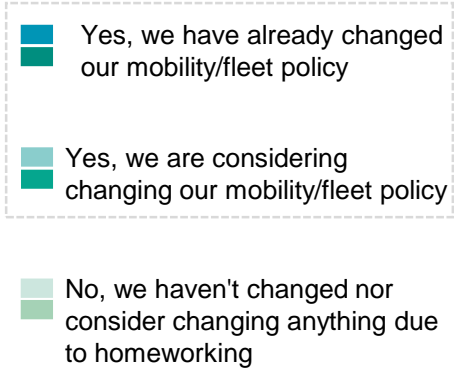 Yes, we have already changed
our mobility/fleet policy
Yes, we are considering
changing our mobility/fleet policy
No, we haven't changed nor
consider changing anything due
to homeworking